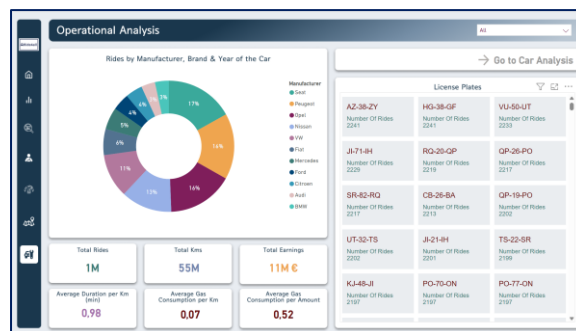 Operational Analysis
All
Rides by Manufacturer, Brand & Year of the Car
Manufacturer
Seat
Peugeot
Opel
Nissan
VW
Fiat
Mercedes
Ford
Citroen
Audi
BMW
17%
16%
16%
13%
11%
6%
5%
4%
6%
3%
3%
Total Rides
1M
Total Kms
55M
Total Earnings
11M €
Average Duration per Km
(min)
0,98
Average Gas
Consumption per Km
0,07
Average Gas
Consumption per Amount
0,52
→ Go to Car Analysis
License Plates
AZ-38-ZY
Number Of Rides
2241
HG-38-GF
Number Of Rides
2241
VU-50-UT
Number Of Rides
2233
JI-71-IH
Number Of Rides
2229
RQ-20-QP
Number Of Rides
2219
QP-26-PO
Number Of Rides
2217
SR-82-RQ
Number Of Rides
2217
CB-26-BA
Number Of Rides
2213
QP-19-PO
Number Of Rides
2202
UT-32-TS
Number Of Rides
2202
JI-21-IH
Number Of Rides
2201
TS-22-SR
Number Of Rides
2199
KJ-48-JI
Number Of Rides
2197
PO-70-ON
Number Of Rides
2197
PO-77-ON
Number Of Rides
2197